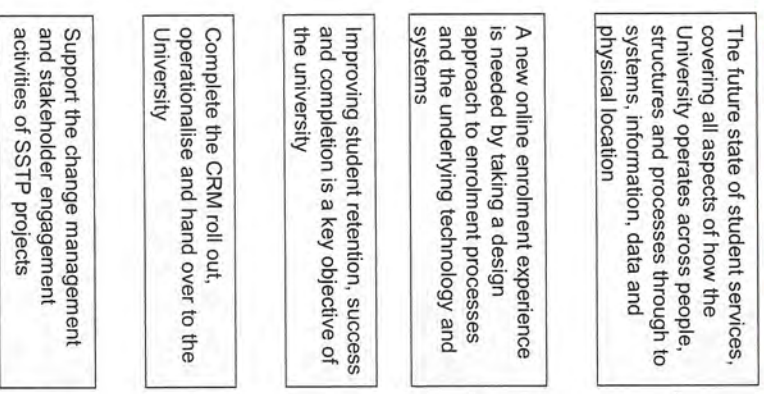 The future state of student services,
covering all aspects of how the
University operates across people,
structures and processes through to
systems, information, data and
physical location
A new online enrolment experience
is needed by taking a design
approach to enrolment processes
and the underlying technology and
systems
Improving student retention, success
and completion is a key objective of
the university
Complete the CRM roll out,
operationalise and hand over to the
University
Support the change management
and stakeholder engagement
activities of SSTP projects